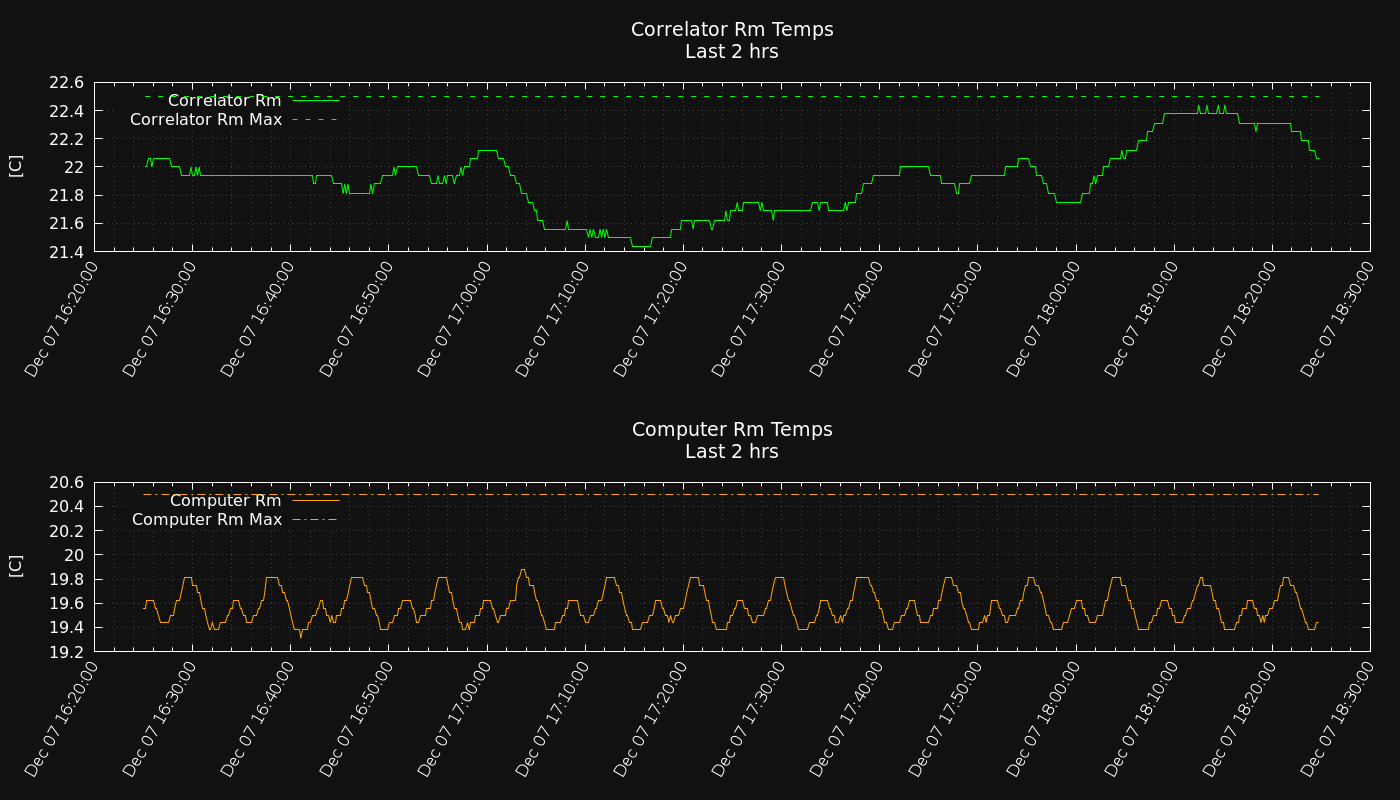 Correlator Rm Temps
Last 2 hrs
22.6
22.4
22.2
22
21.8
21.6
21.4
[C]
Correlator Rm
Correlator Rm Max
Dec 07 16:20:00
Dec 07 16:30:00
Dec 07 16:40:00
Dec 07 16:50:00
Dec 07 17:00:00
Dec 07 17:10:00
Dec 07 17:20:00
Dec 07 17:30:00
Dec 07 17:40:00
Dec 07 17:50:00
Dec 07 18:00:00
Dec 07 18:10:00
Dec 07 18:20:00
Dec 07 18:30:00
Computer Rm Temps
Last 2 hrs
20.6
20.4
20.2
20
19.8
19.6
19.4
19.2
[C]
Computer Rm
Computer Rm Max
Dec 07 16:20:00
Dec 07 16:30:00
Dec 07 16:40:00
Dec 07 16:50:00
Dec 07 17:00:00
Dec 07 17:10:00
Dec 07 17:20:00
Dec 07 17:30:00
Dec 07 17:40:00
Dec 07 17:50:00
Dec 07 18:00:00
Dec 07 18:10:00
Dec 07 18:20:00
Dec 07 18:30:00